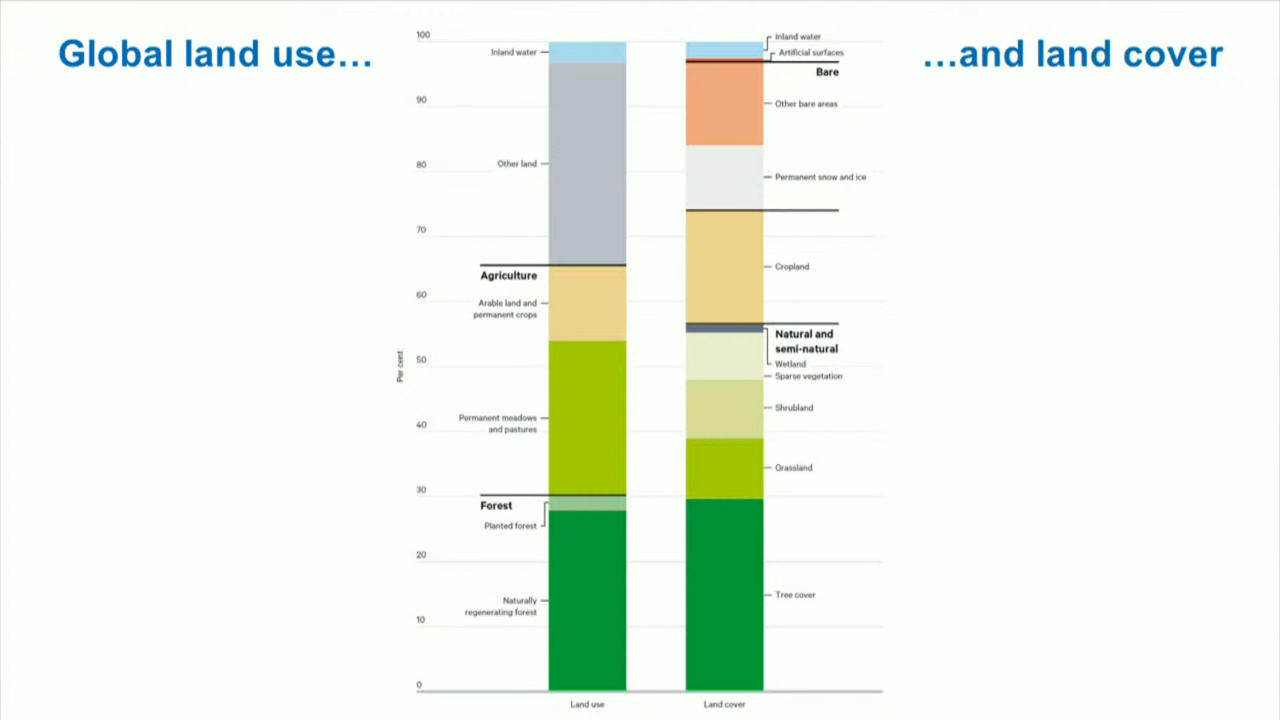 Global land use…
…and land cover
100
90
80
70
60
50
40
30
20
10
0
Per cent
Inland water
Other land
Agriculture
Arable land and
permanent crops
Permanent meadows
and pastures
Forest
Planted forest
Naturally
regenerating forest
Land use
Inland water
Artificial surfaces
Bare
Other bare areas
Permanent snow and ice
Cropland
Natural and
semi-natural
Wetland
Sparse vegetation
Shrubland
Grassland
Tree cover
Land cover